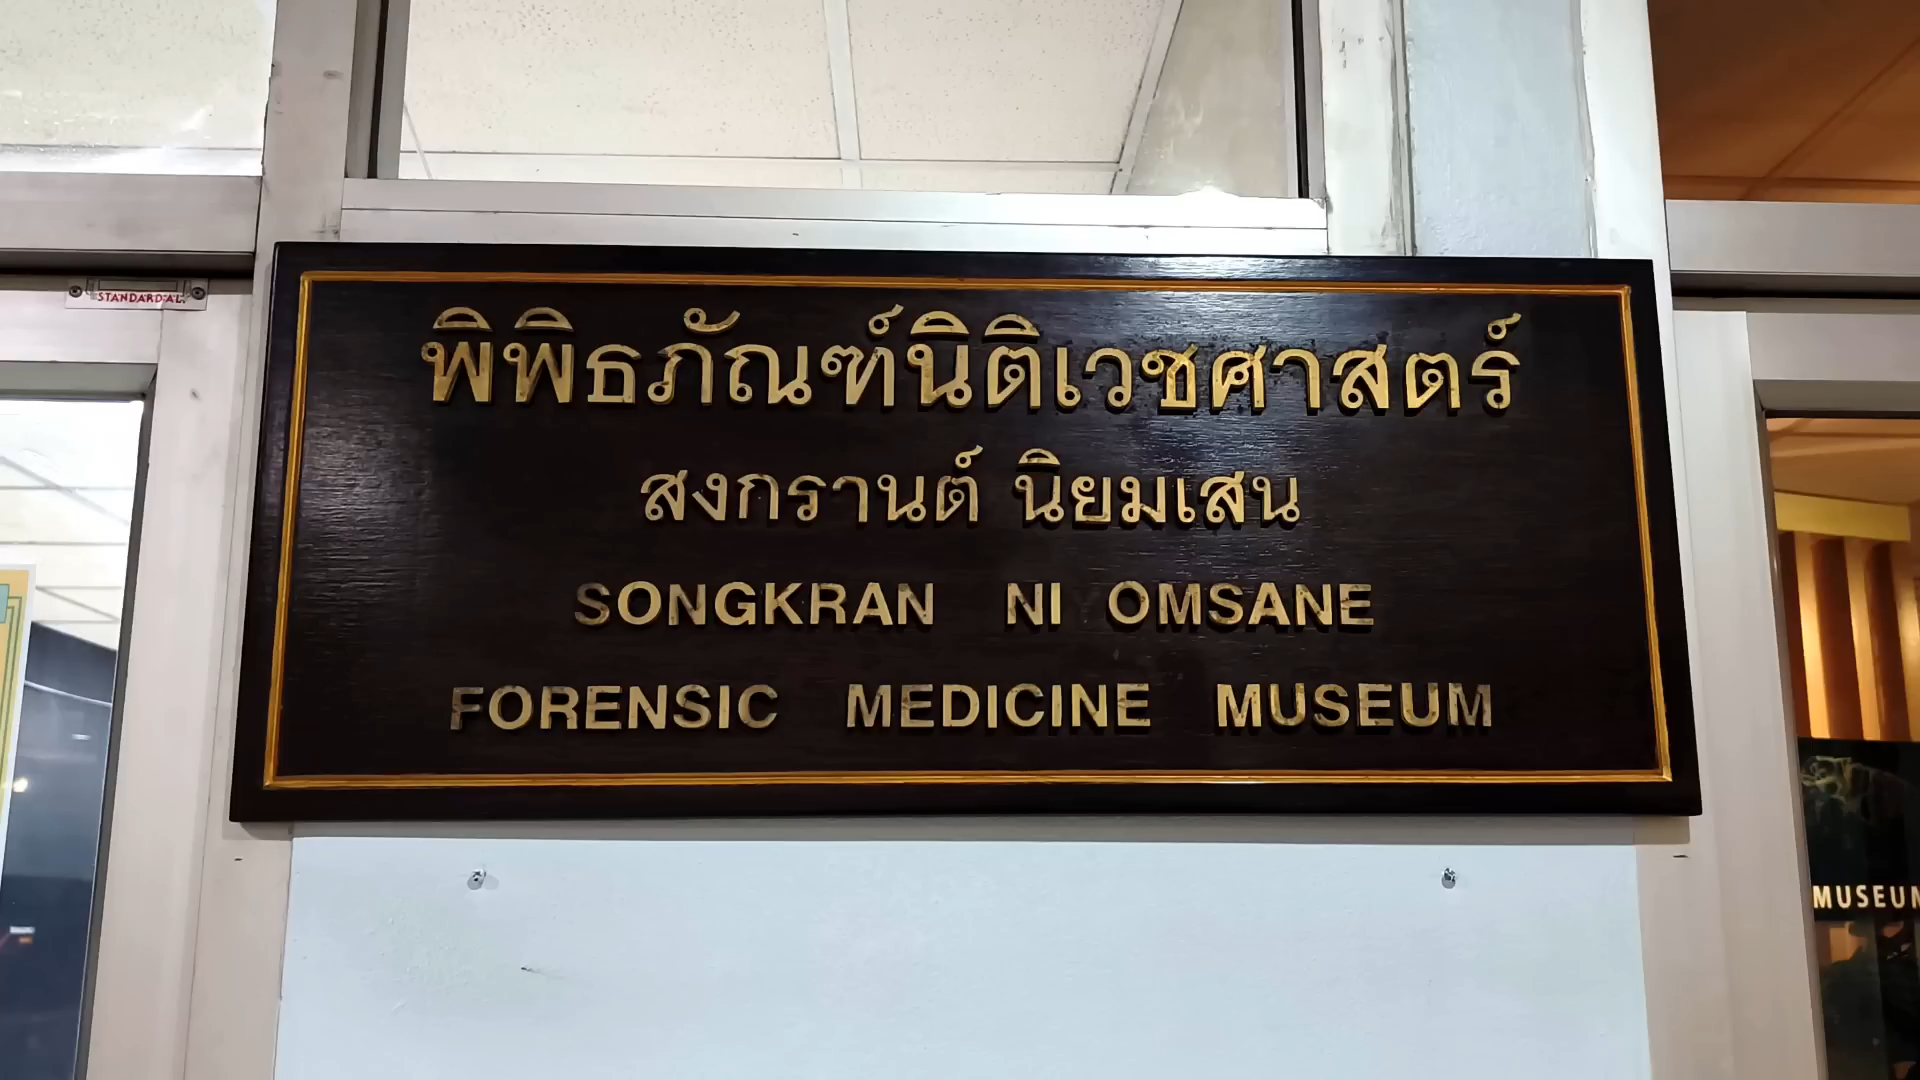 STANDARD AL.
พิพิธภัณฑ์นิติเวชศาสตร์
สงกรานต์ นิยมเสน
SONGKRAN NI OMSANE
FORENSIC MEDICINE MUSEUM
MUSEUM